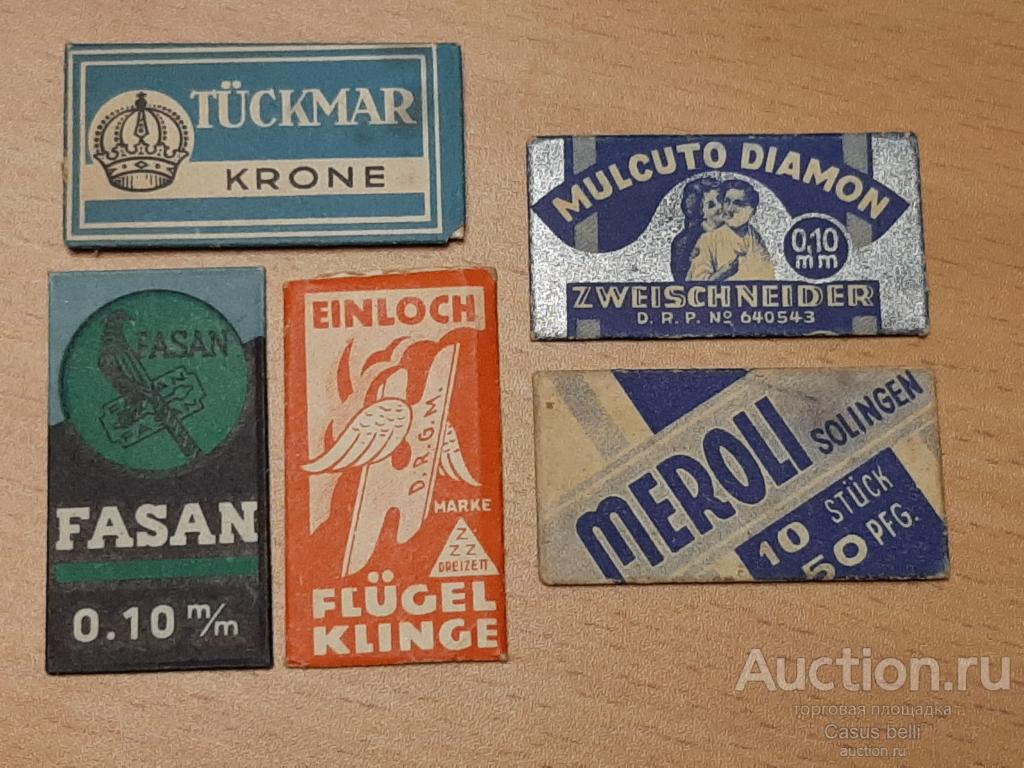 TÜCKMAR
KRONE
MULCUTO DIAMON
0,10
mm
ZWEISCHNEIDER
D. R. P. Nº 640543
FASAN
FASAN
0.10 m/m
EINLOCH
D. R. G. M.
MARKE
Z
Z Z
DREIZETT
FLÜGEL
KLINGE
MEROLI SOLINGEN
10 STÜCK
50 PFG.
Auction.ru
торговая площадка
Casus belli
auction.ru